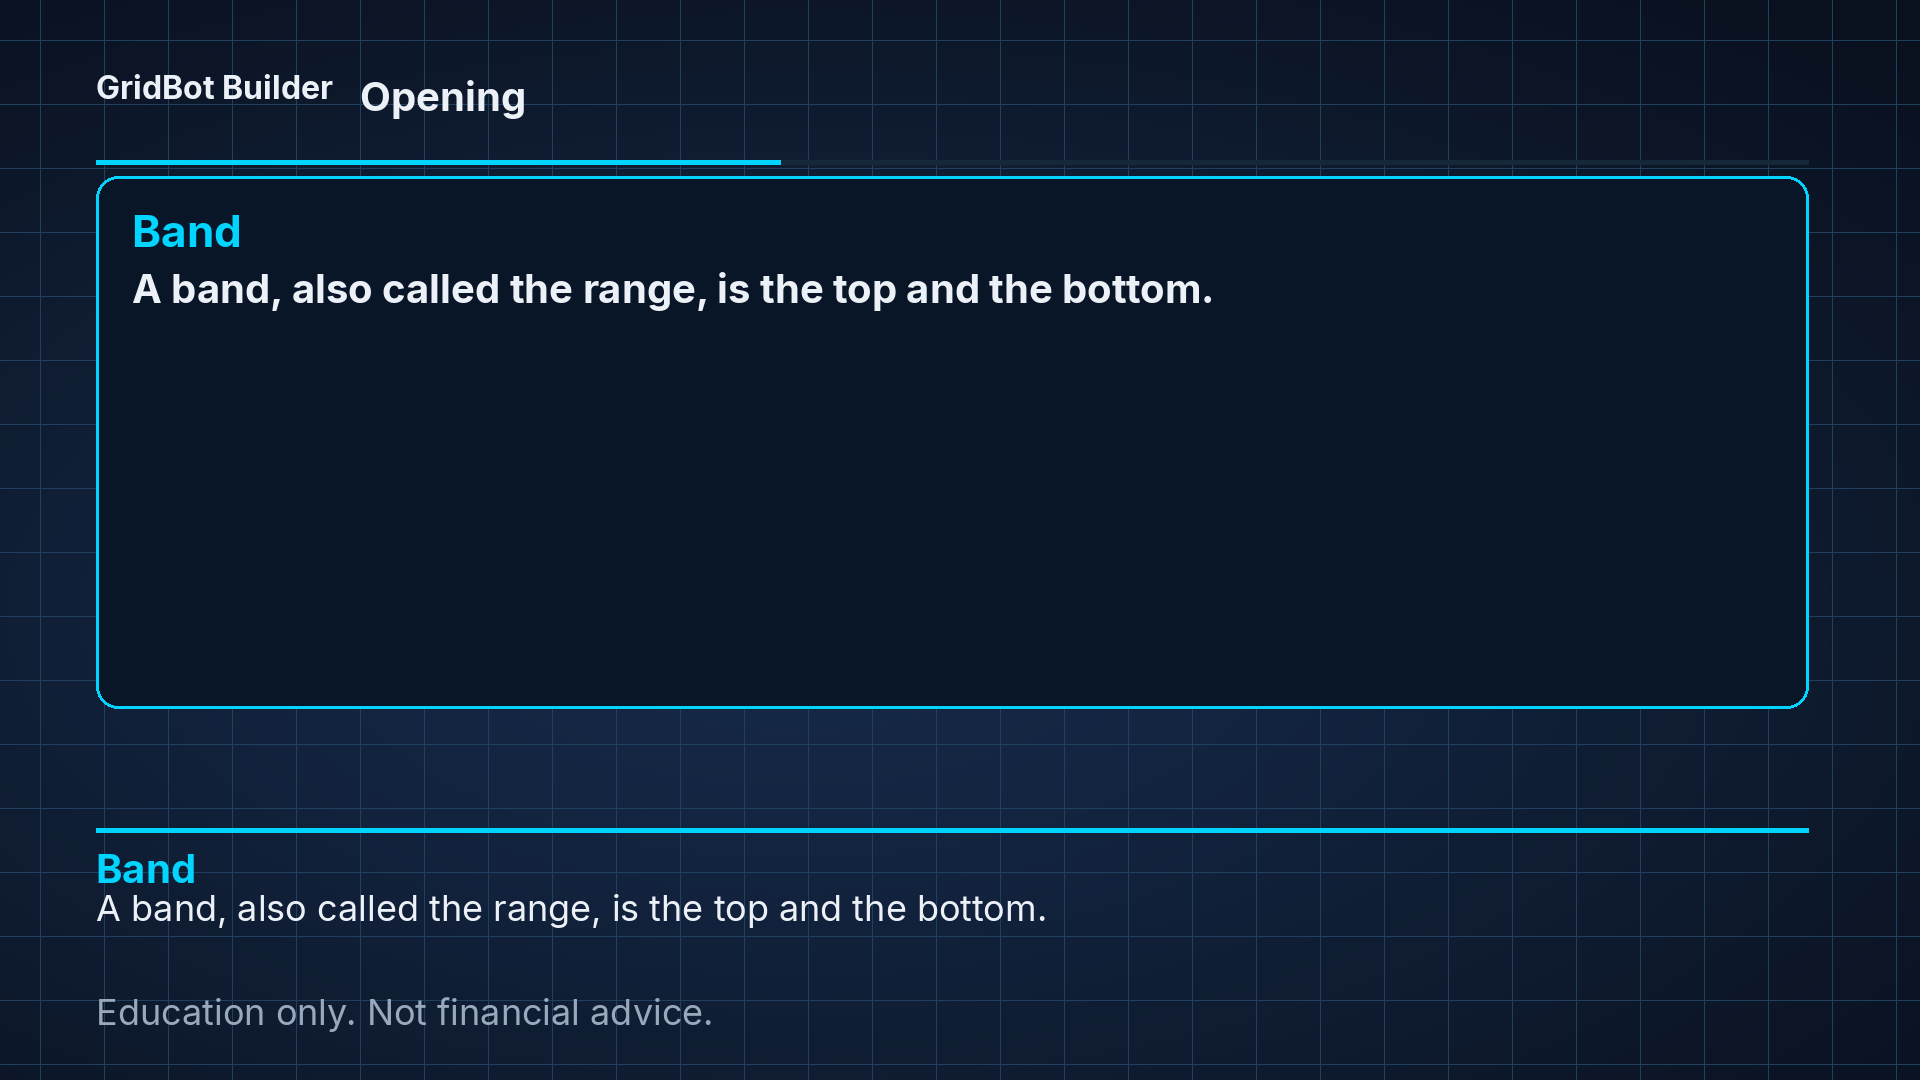 GridBot Builder Opening
Band
A band, also called the range, is the top and the bottom.
Band
A band, also called the range, is the top and the bottom.
Education only. Not financial advice.